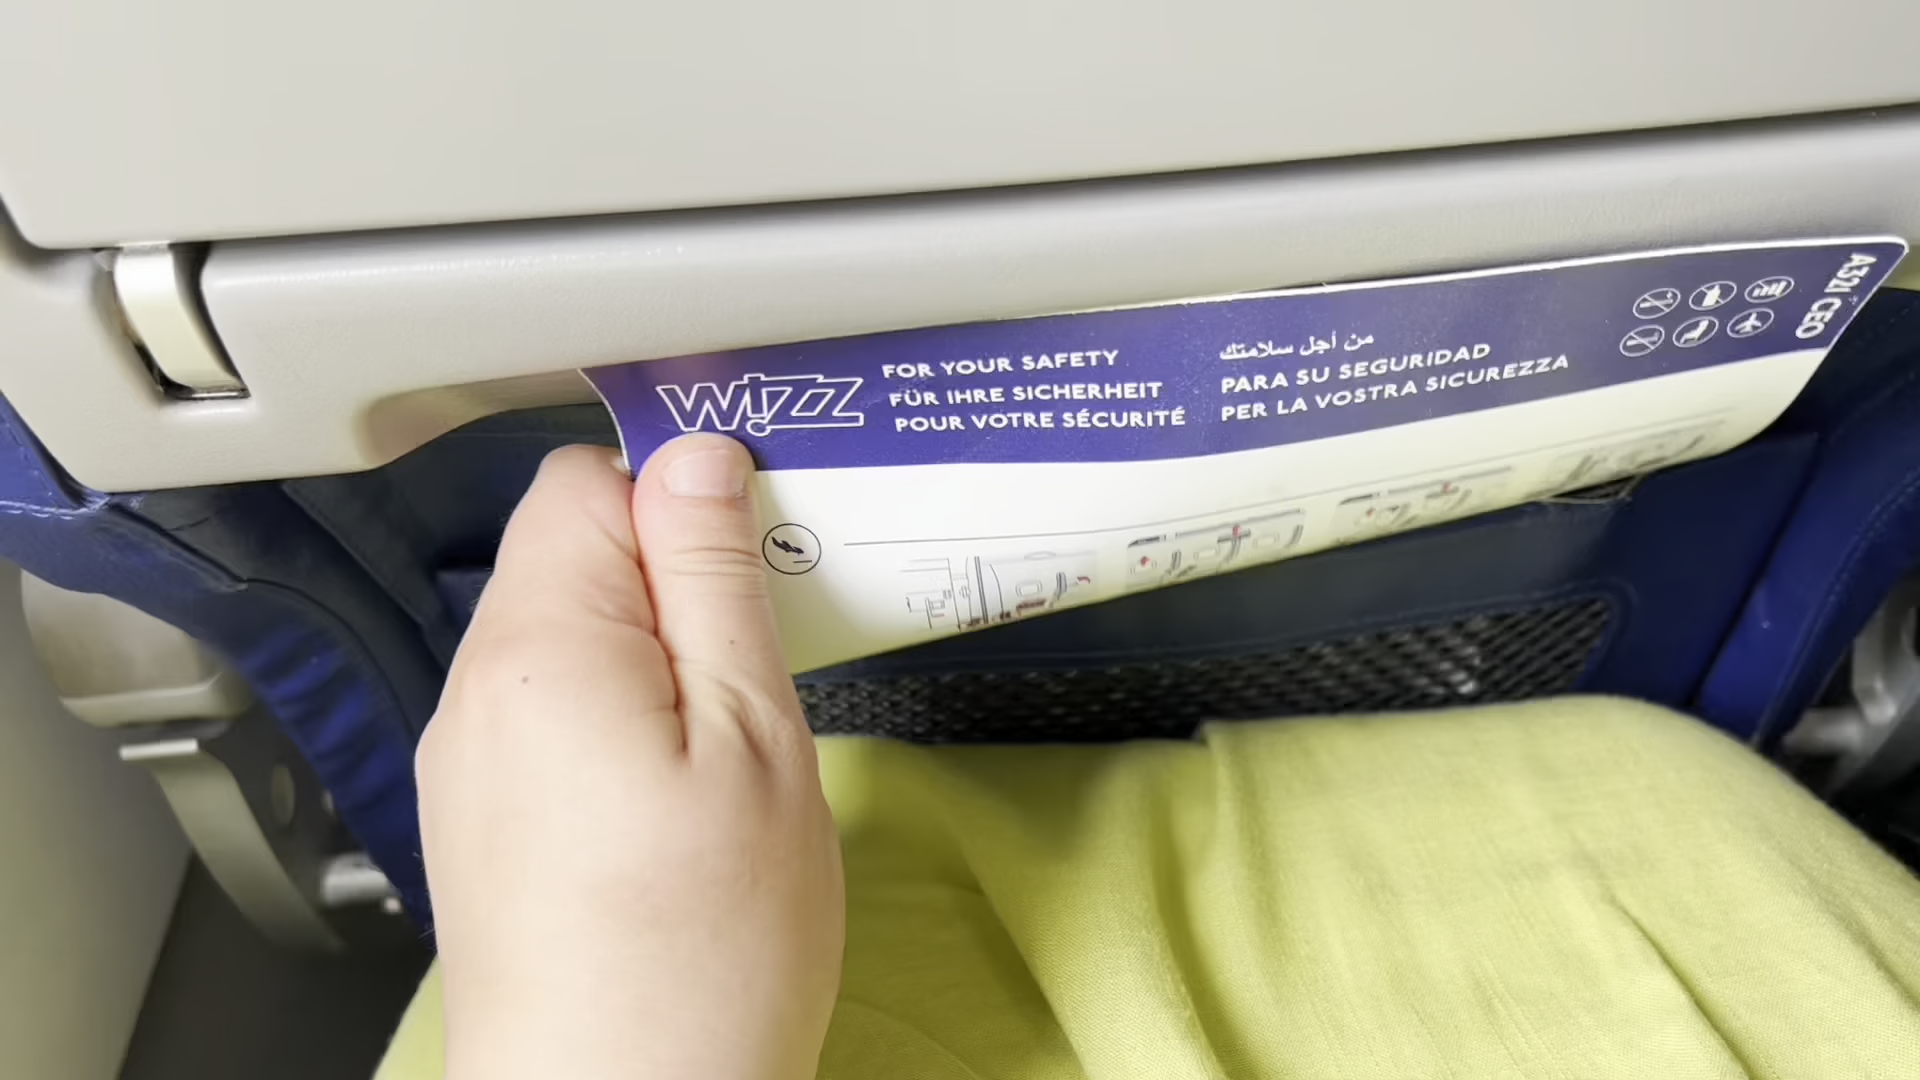 WIZZ
FOR YOUR SAFETY
FÜR IHRE SICHERHEIT
POUR VOTRE SÉCURITÉ
من أجل سلامتك
PARA SU SEGURIDAD
PER LA VOSTRA SICUREZZA
A321 CEO